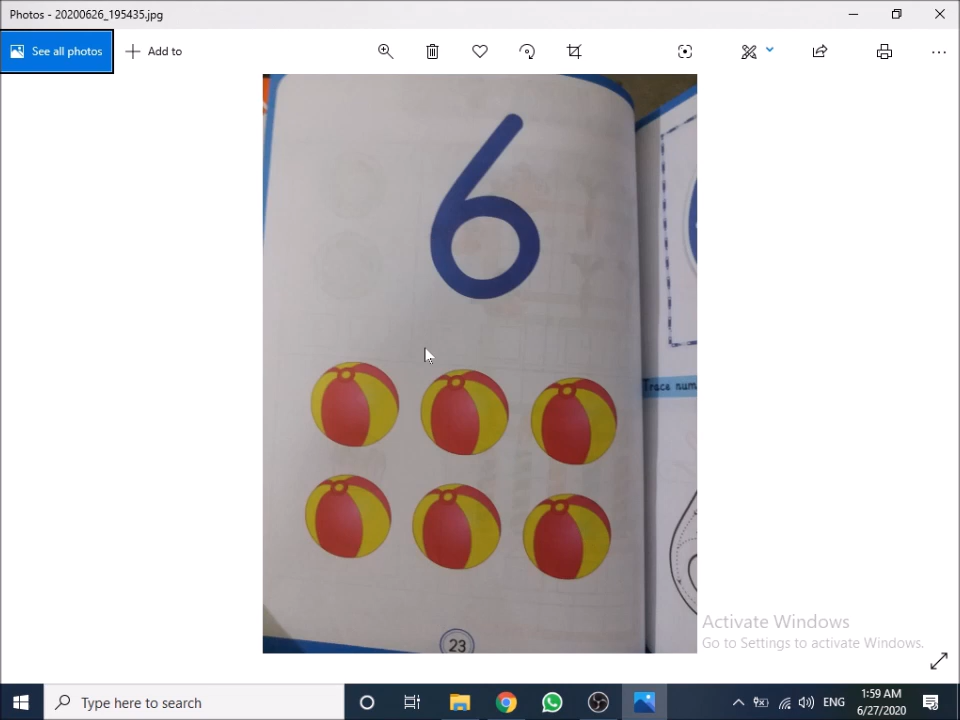 Photos - 20200626_195435.jpg
See all photos
Add to
6
Trace num
23
Activate Windows
Go to Settings to activate Windows.
Type here to search
ENG
1:59 AM
6/27/2020